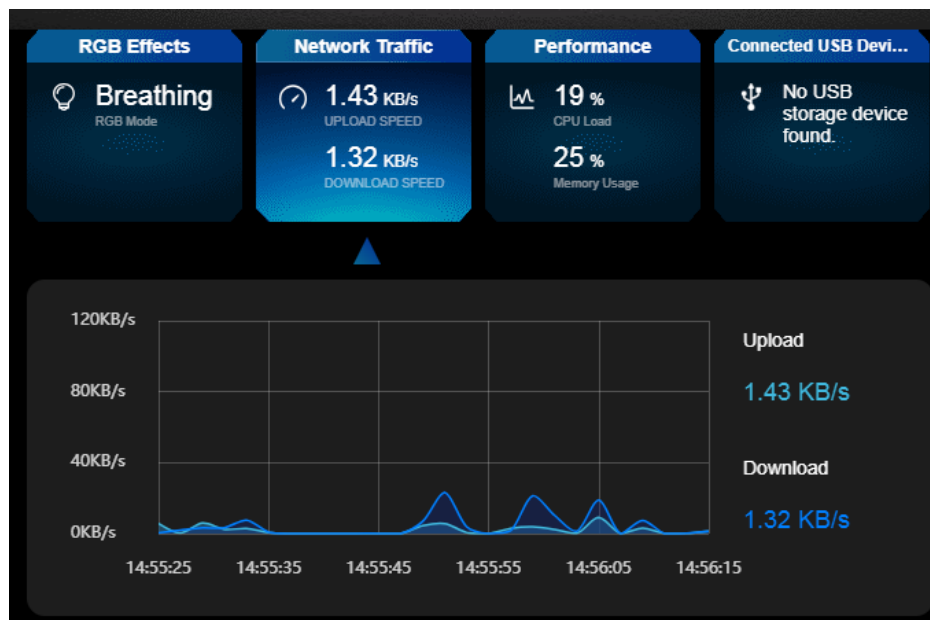 RGB Effects
Breathing
RGB Mode
Network Traffic
1.43 KB/s
UPLOAD SPEED
1.32 KB/s
DOWNLOAD SPEED
Performance
19 %
CPU Load
25 %
Memory Usage
Connected USB Devi...
No USB
storage device
found.
120KB/s
80KB/s
40KB/s
0KB/s
14:55:25 14:55:35 14:55:45 14:55:55 14:56:05 14:56:15
Upload
1.43 KB/s
Download
1.32 KB/s